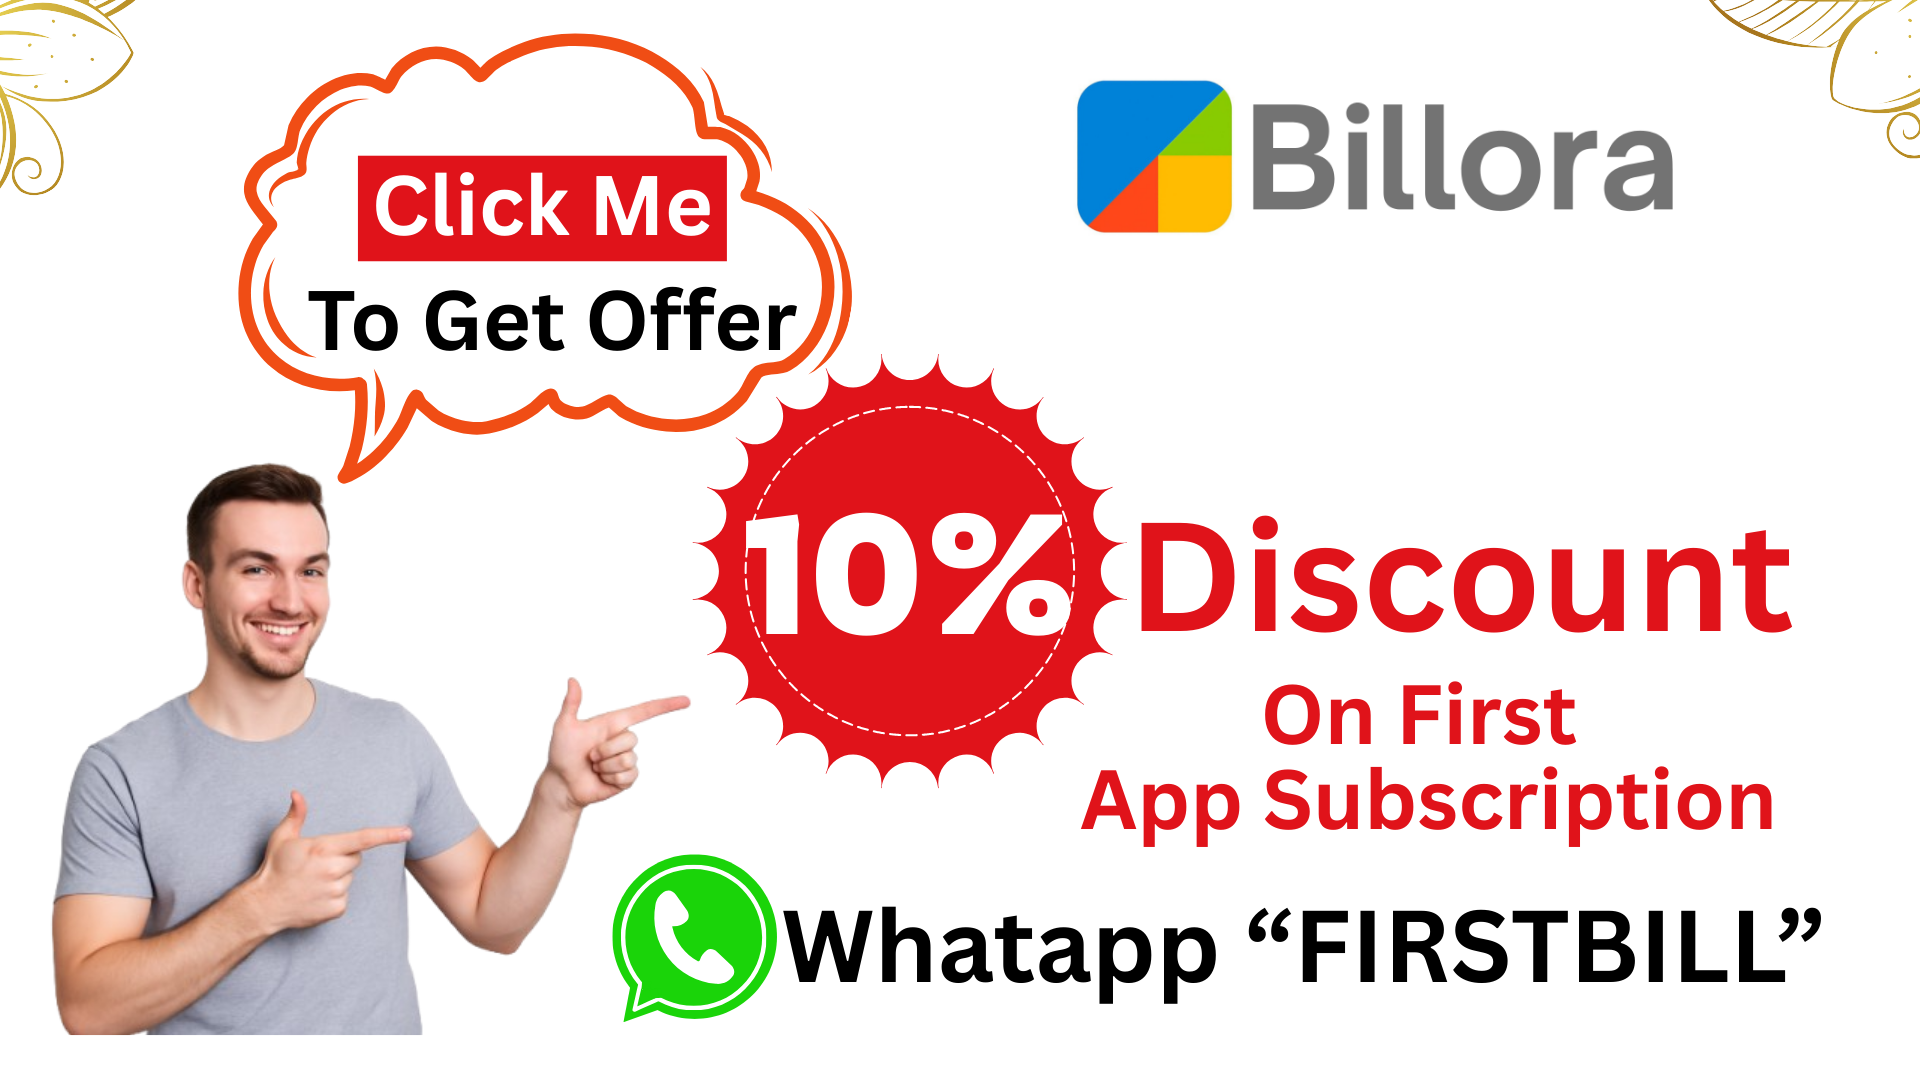 Click Me
To Get Offer
Billora
10% Discount
On First
App Subscription
Whatapp “FIRSTBILL”